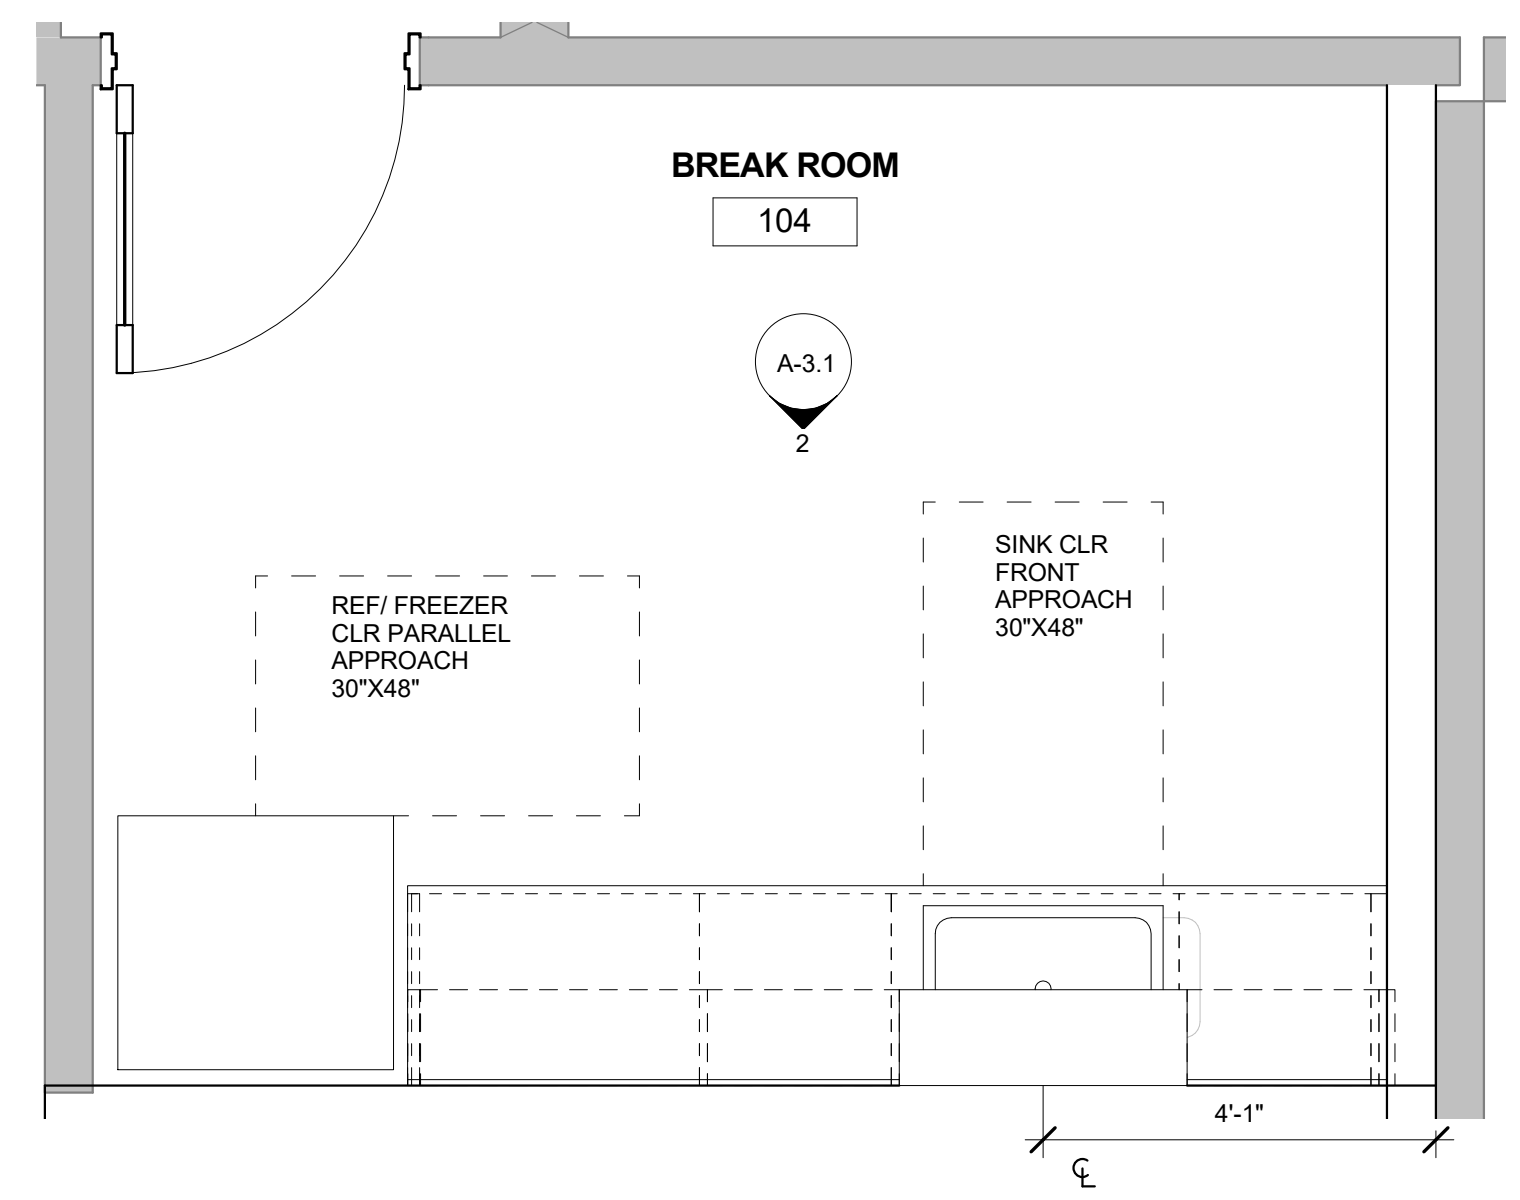 BREAK ROOM
104
A-3.1
2
SINK CLR
FRONT
APPROACH
30"X48"
REF/ FREEZER
CLR PARALLEL
APPROACH
30"X48"
4'-1"
℄